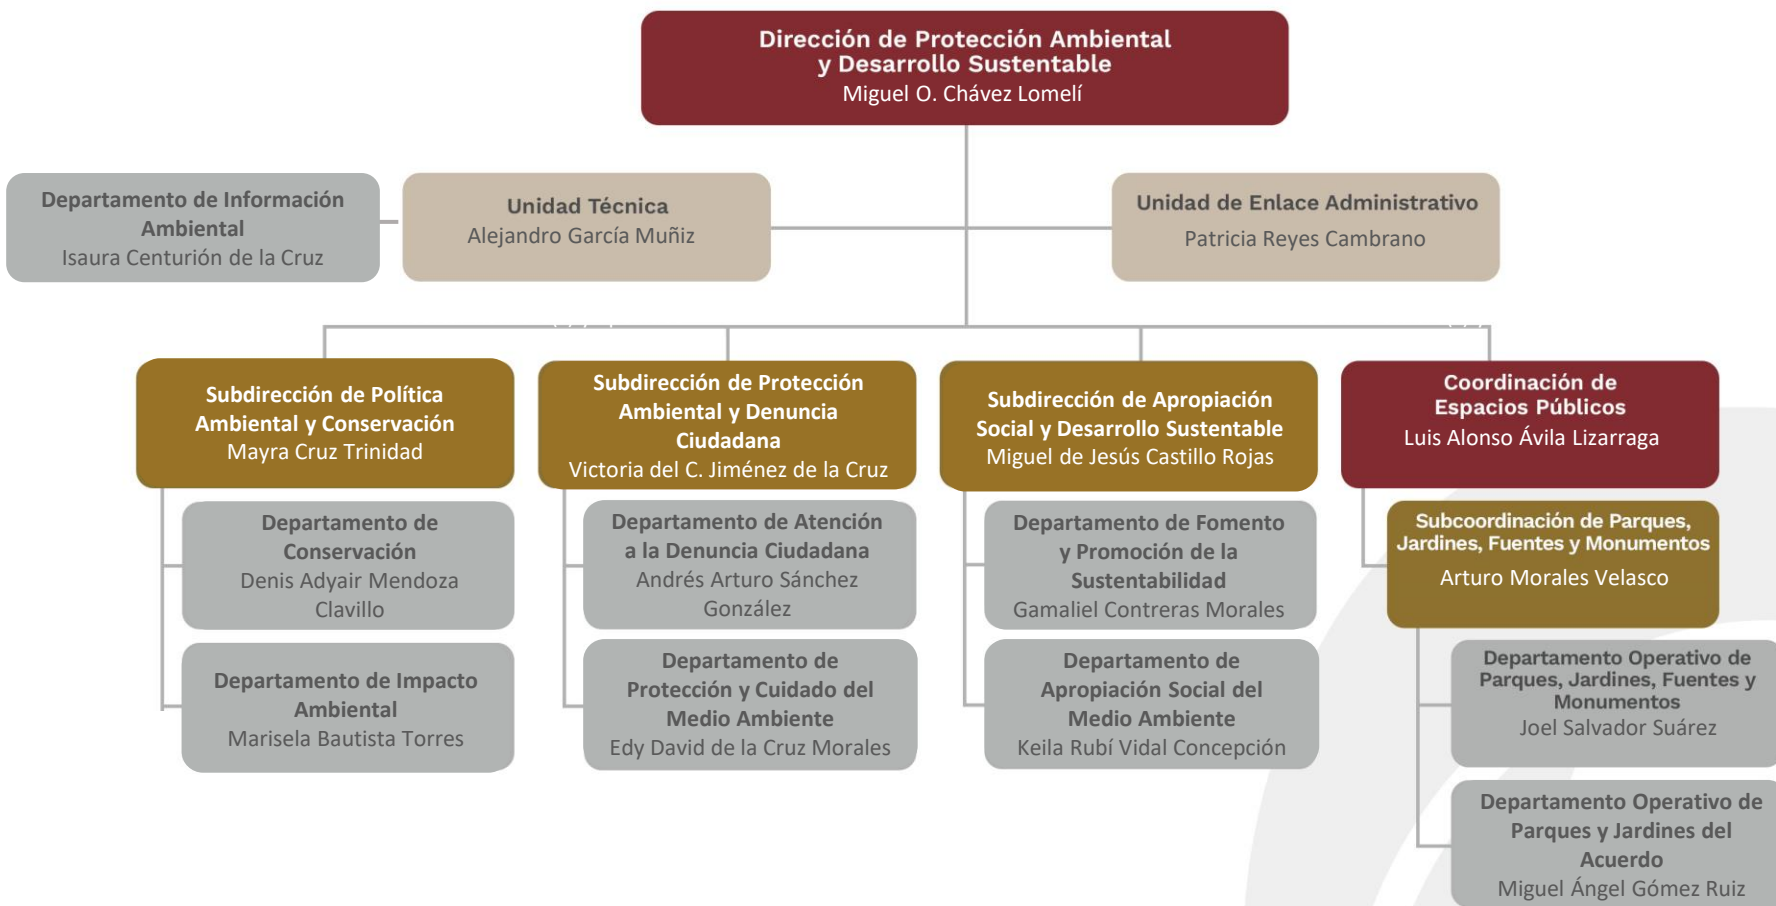 Dirección de Protección Ambiental
y Desarrollo Sustentable
Miguel O. Chávez Lomelí
Departamento de Información
Ambiental
Isaura Centurión de la Cruz
Unidad Técnica
Alejandro García Muñiz
Unidad de Enlace Administrativo
Patricia Reyes Cambrano
Subdirección de Política
Ambiental y Conservación
Mayra Cruz Trinidad
Subdirección de Protección
Ambiental y Denuncia
Ciudadana
Victoria del C. Jiménez de la Cruz
Subdirección de Apropiación
Social y Desarrollo Sustentable
Miguel de Jesús Castillo Rojas
Coordinación de
Espacios Públicos
Luis Alonso Ávila Lizarraga
Departamento de
Conservación
Denis Adyair Mendoza
Clavillo
Departamento de Impacto
Ambiental
Marisela Bautista Torres
Departamento de Atención
a la Denuncia Ciudadana
Andrés Arturo Sánchez
González
Departamento de
Protección y Cuidado del
Medio Ambiente
Edy David de la Cruz Morales
Departamento de Fomento
y Promoción de la
Sustentabilidad
Gamaliel Contreras Morales
Departamento de
Apropiación Social del
Medio Ambiente
Keila Rubí Vidal Concepción
Subcoordinación de Parques,
Jardines, Fuentes y Monumentos
Arturo Morales Velasco
Departamento Operativo de
Parques, Jardines, Fuentes y
Monumentos
Joel Salvador Suárez
Departamento Operativo de
Parques y Jardines del
Acuerdo
Miguel Ángel Gómez Ruiz